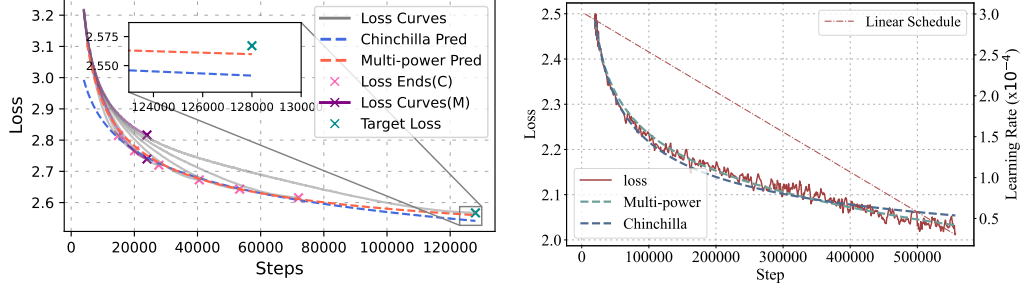 3.2
3.1
3.0
2.9
2.8
2.7
2.6
Loss
0
20000
40000
60000
80000
100000
120000
Steps
2.575
2.550
124000
126000
128000
130000
Loss Curves
Chinchilla Pred
Multi-power Pred
Loss Ends(C)
Loss Curves(M)
Target Loss
2.5
2.4
2.3
2.2
2.1
2.0
Loss
0
100000
200000
300000
400000
500000
Step
3.0
2.5
2.0
1.5
1.0
0.5
Learning Rate (x10⁻⁴)
Linear Schedule
loss
Multi-power
Chinchilla